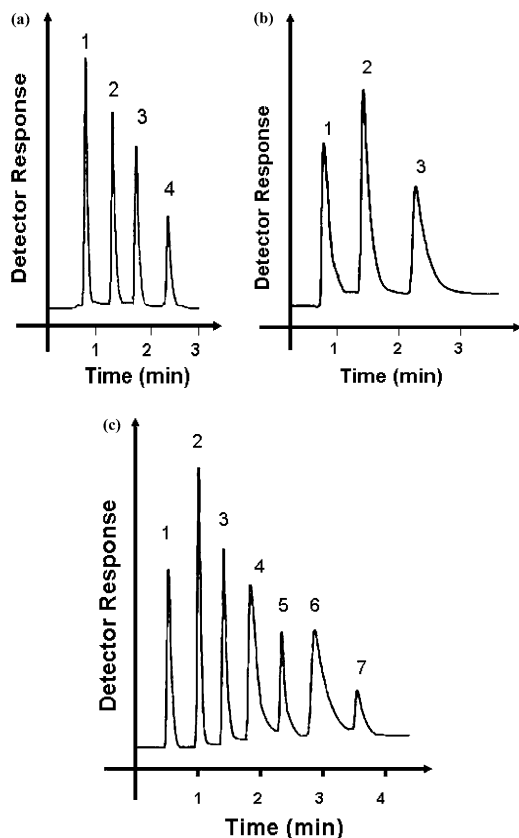 (a)
1
2
3
4
Detector Response
1 2 3
Time (min)
(b)
1
2
3
Detector Response
1 2 3
Time (min)
(c)
1
2
3
4
5
6
7
Detector Response
1 2 3 4
Time (min)